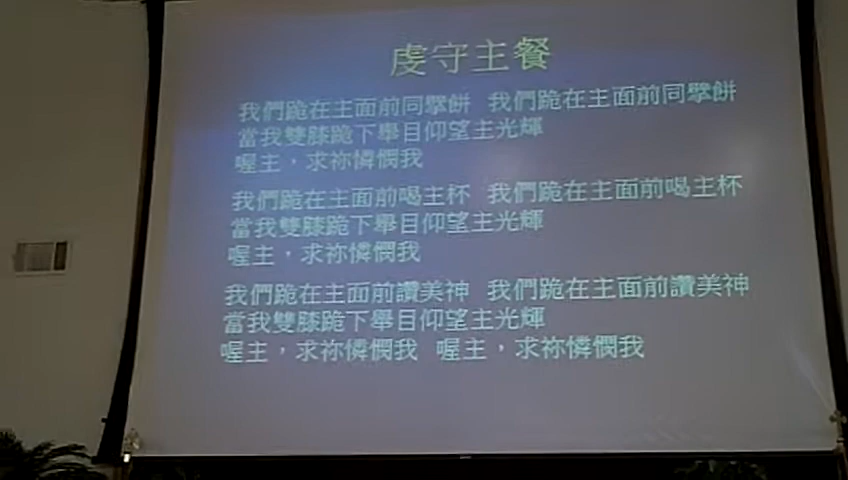 虔守主餐
我們跪在主面前同擘餅 我們跪在主面前同擘餅
當我雙膝跪下舉目仰望主光輝
喔主，求祢憐憫我
我們跪在主面前喝主杯 我們跪在主面前喝主杯
當我雙膝跪下舉目仰望主光輝
喔主，求祢憐憫我
我們跪在主面前讚美神 我們跪在主面前讚美神
當我雙膝跪下舉目仰望主光輝
喔主，求祢憐憫我 喔主，求祢憐憫我